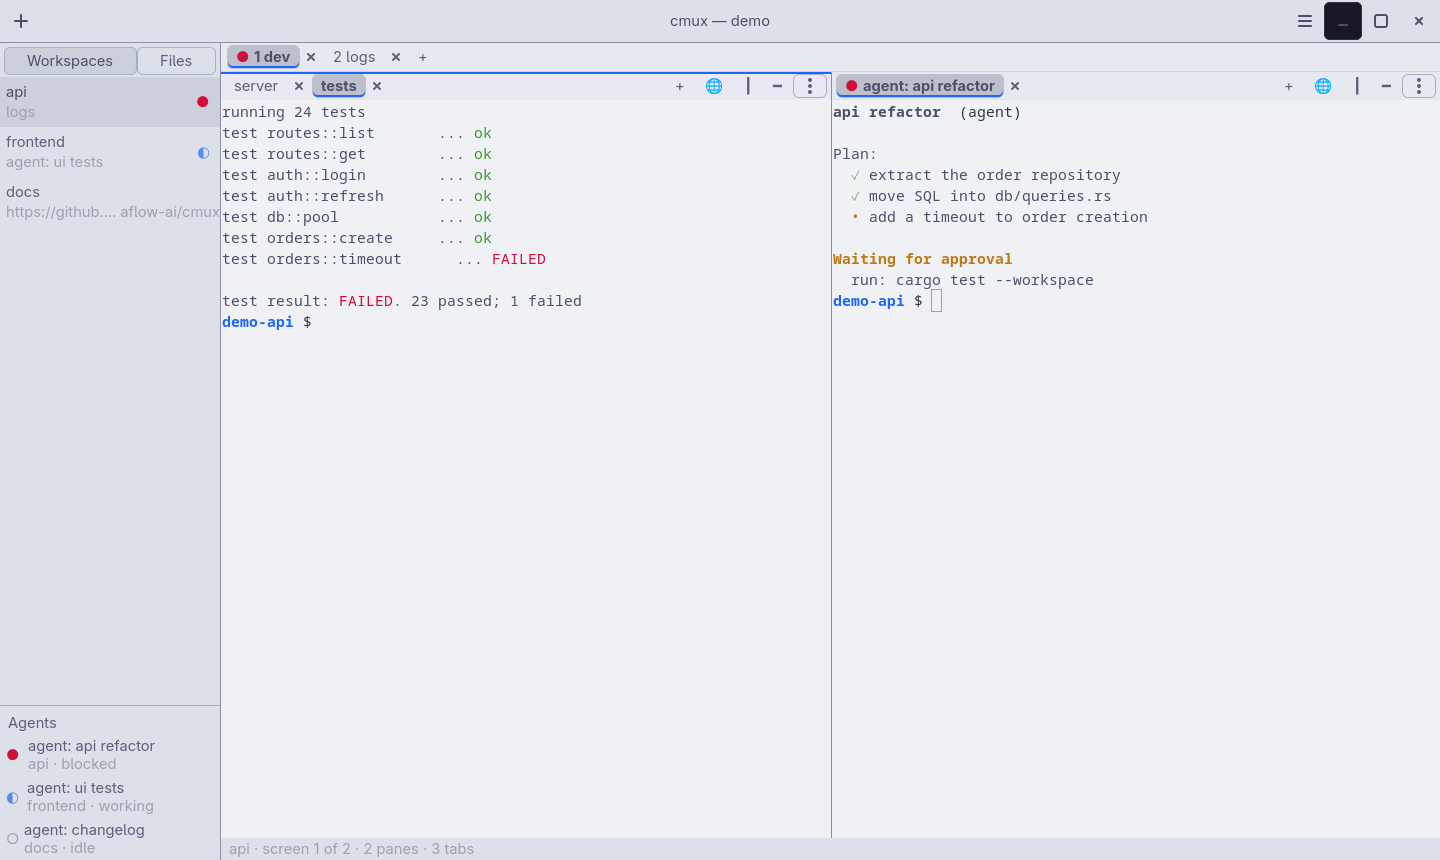 cmux — demo
Workspaces
Files
api
logs
frontend
agent: ui tests
docs
https://github.... aflow-ai/cmux
Agents
agent: api refactor
api · blocked
agent: ui tests
frontend · working
agent: changelog
docs · idle
1 dev
2 logs
server
tests
running 24 tests
test routes::list ... ok
test routes::get ... ok
test auth::login ... ok
test auth::refresh ... ok
test db::pool ... ok
test orders::create ... ok
test orders::timeout ... FAILED
test result: FAILED. 23 passed; 1 failed
demo-api $
agent: api refactor
api refactor (agent)
Plan:
✓ extract the order repository
✓ move SQL into db/queries.rs
• add a timeout to order creation
Waiting for approval
run: cargo test --workspace
demo-api $
api · screen 1 of 2 · 2 panes · 3 tabs